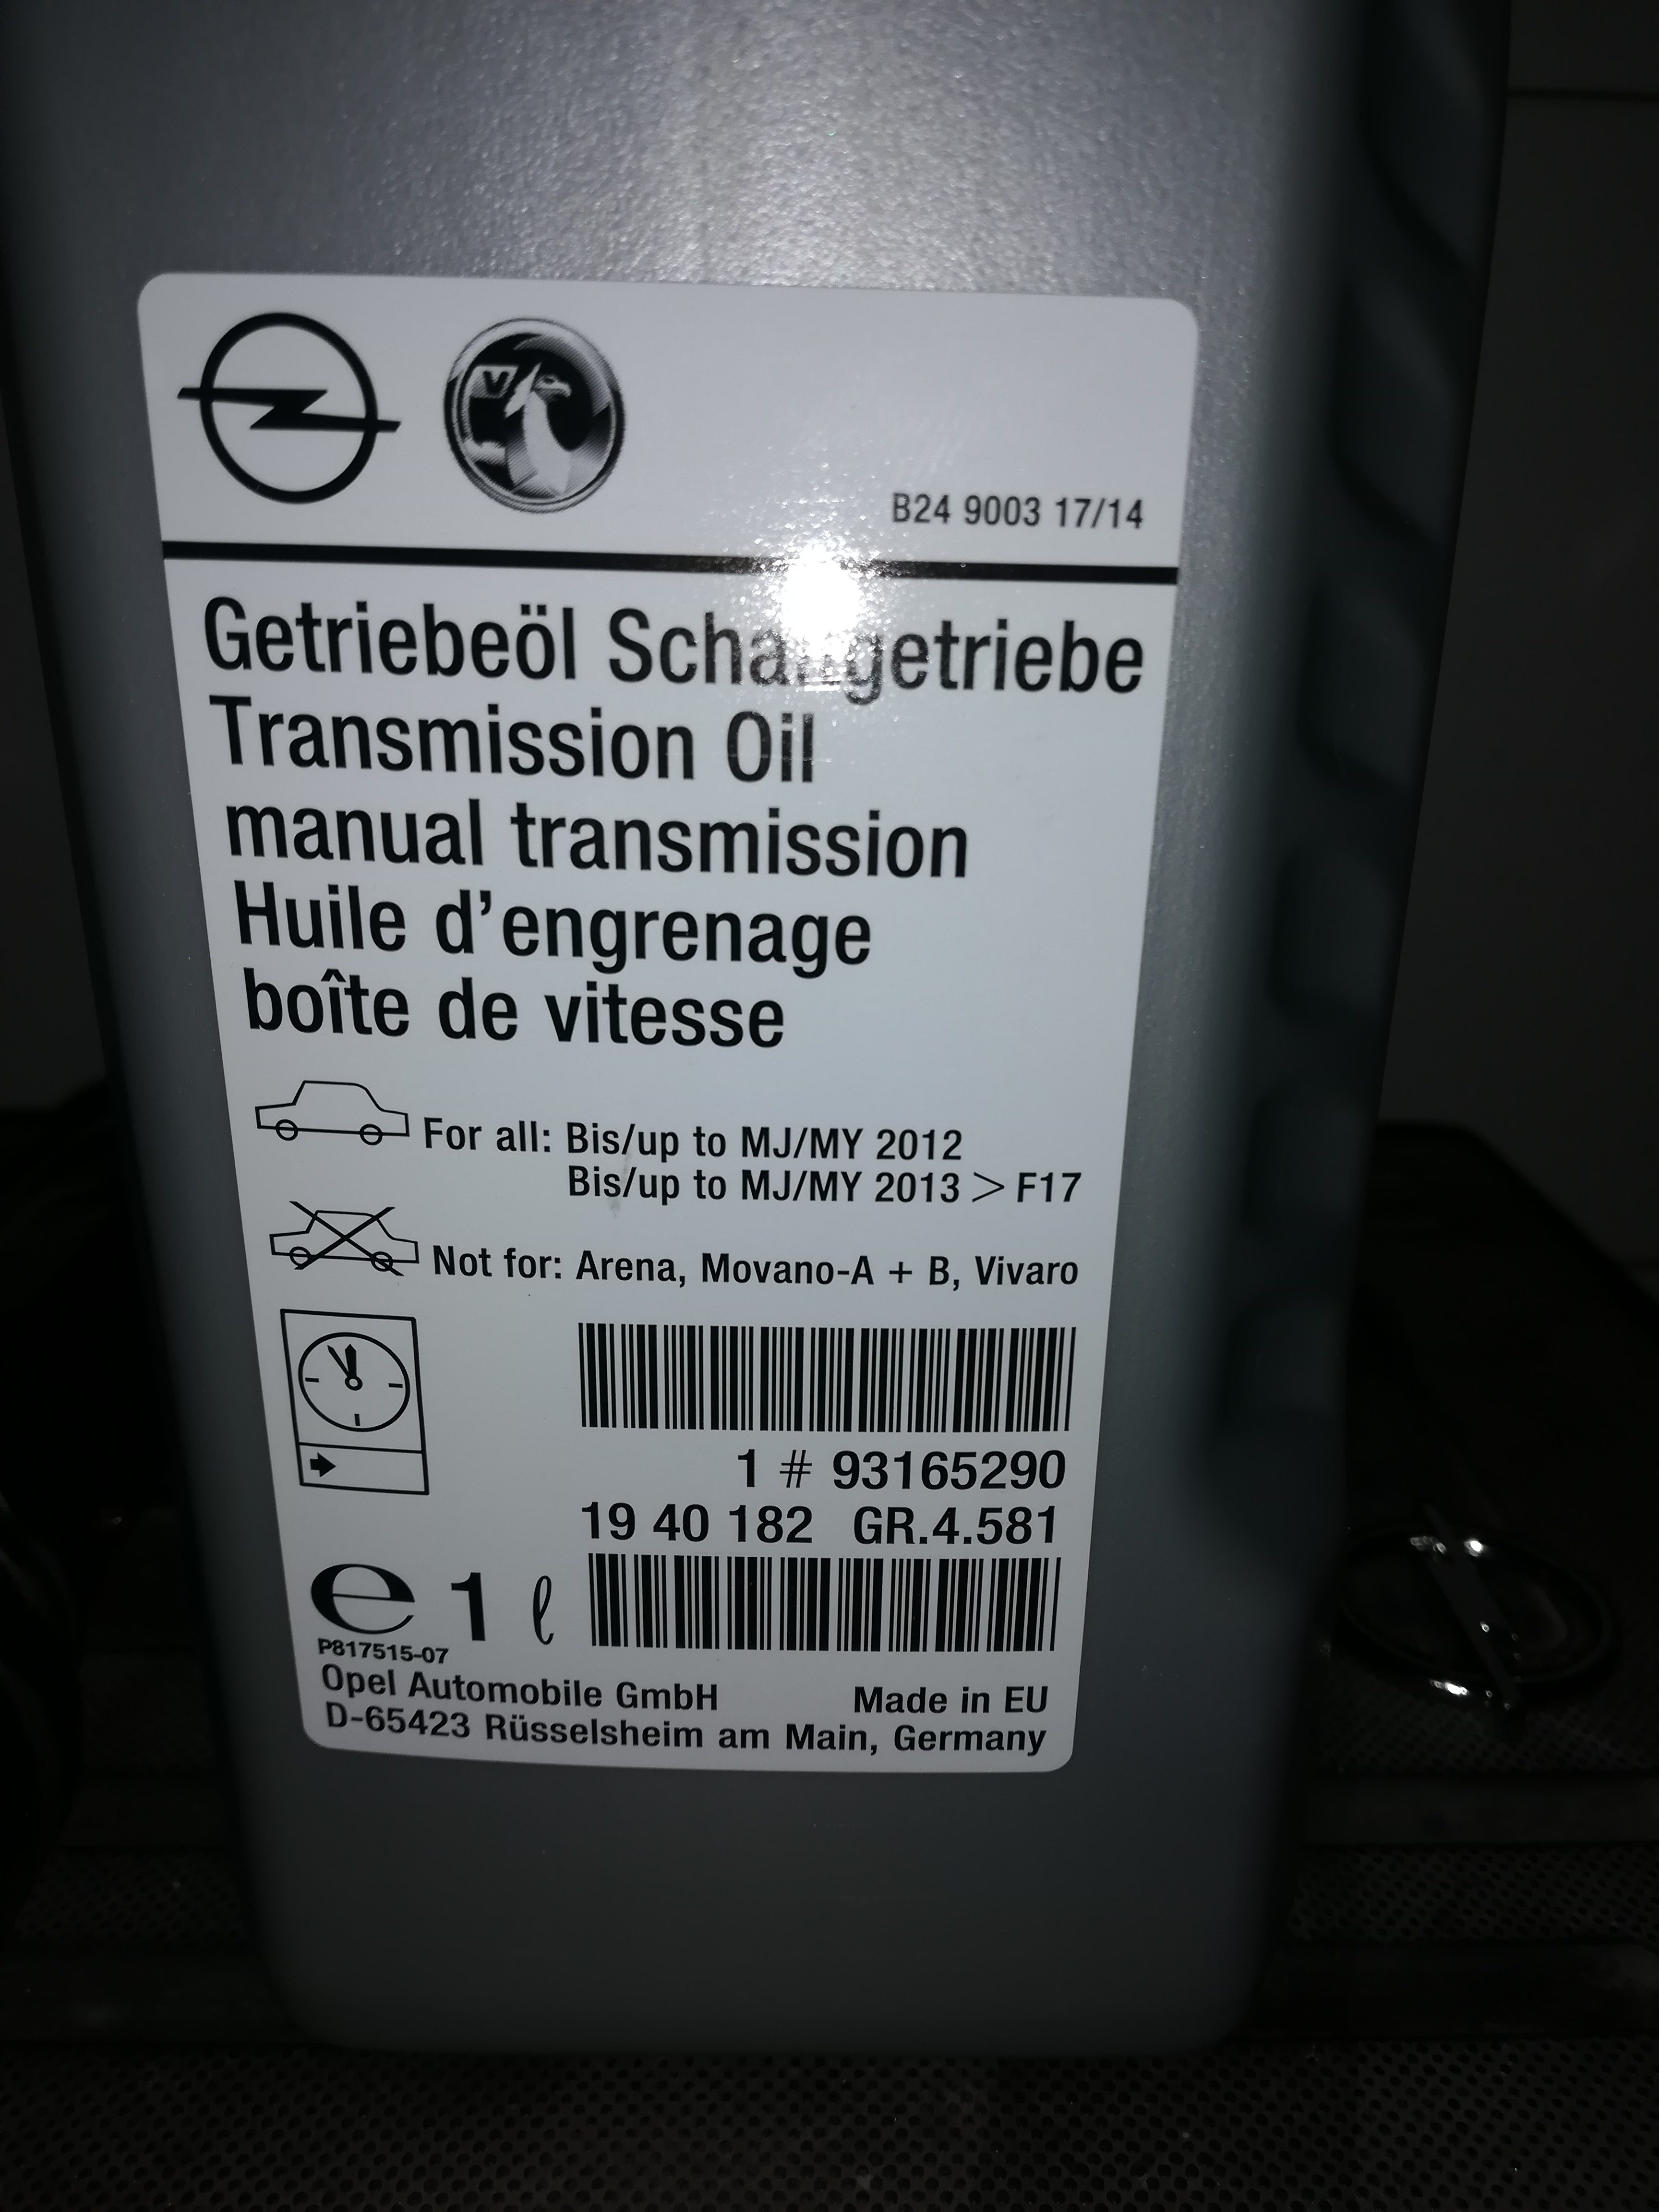 V
B24 9003 17/14
Getriebeöl Schaltgetriebe
Transmission Oil
manual transmission
Huile d'engrenage
boîte de vitesse
For all: Bis/up to MJ/MY 2012
Bis/up to MJ/MY 2013 > F17
Not for: Arena, Movano-A + B, Vivaro
1 # 93165290
19 40 182 GR.4.581
e 1 ℓ
P817515-07
Opel Automobile GmbH Made in EU
D-65423 Rüsselsheim am Main, Germany